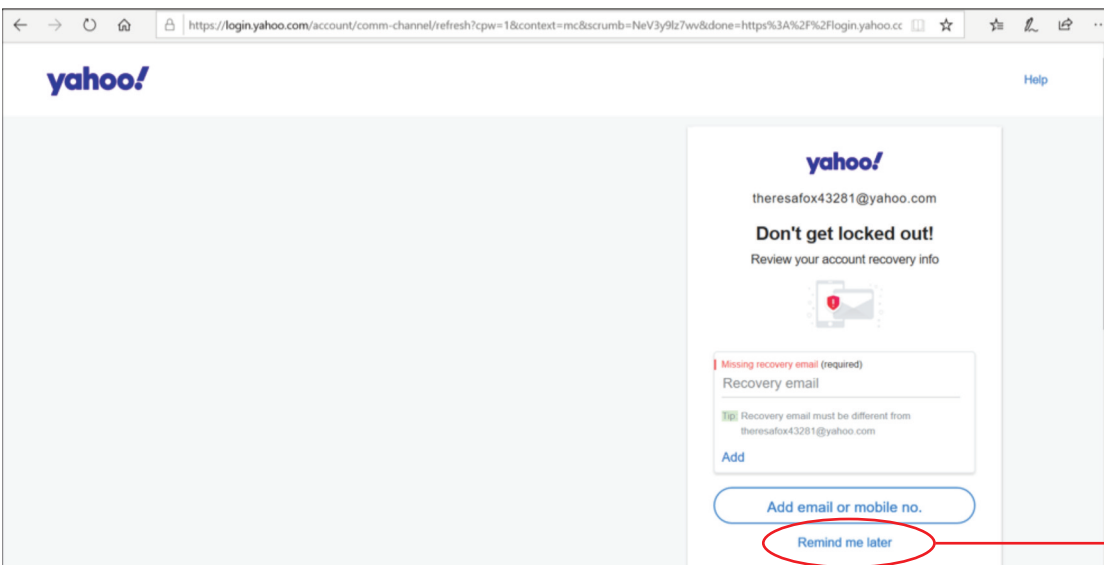 https://login.yahoo.com/account/comm-channel/refresh?cpw=1&context=mc&scrumb=NeV3y9lz7wv&done=https%3A%2F%2Flogin.yahoo.cc
yahoo!
Help
yahoo!
theresafox43281@yahoo.com
Don't get locked out!
Review your account recovery info
Missing recovery email (required)
Recovery email
Tip: Recovery email must be different from
theresafox43281@yahoo.com
Add
Add email or mobile no.
Remind me later